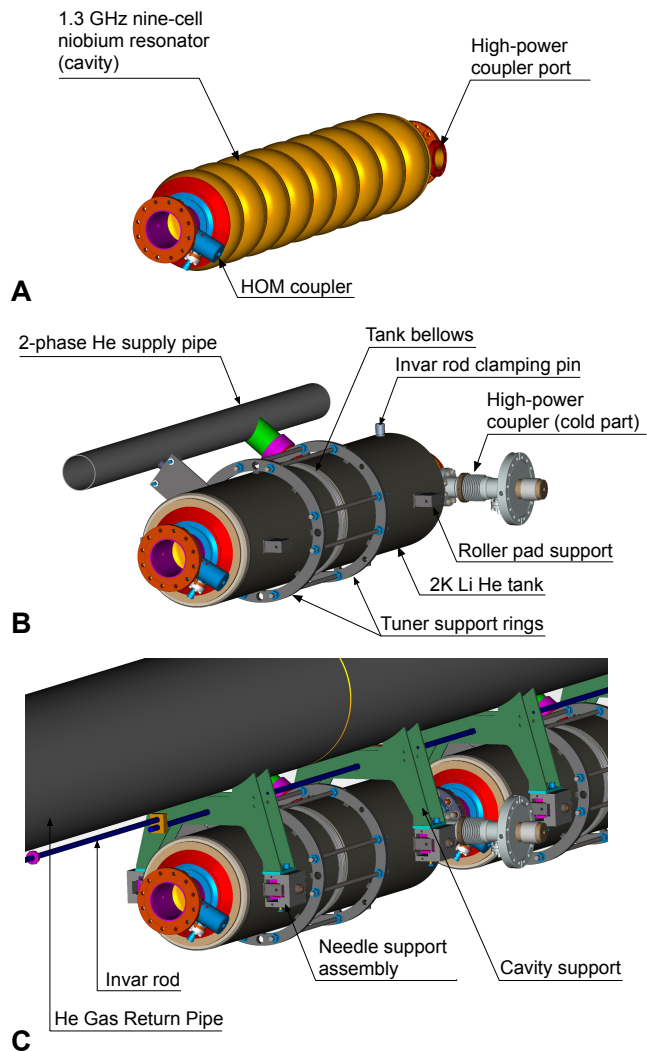 1.3 GHz nine-cell
niobium resonator
(cavity)
High-power
coupler port
HOM coupler
A
2-phase He supply pipe
Tank bellows
Invar rod clamping pin
High-power
coupler (cold part)
Roller pad support
2K Li He tank
Tuner support rings
B
Needle support
assembly
Cavity support
Invar rod
He Gas Return Pipe
C